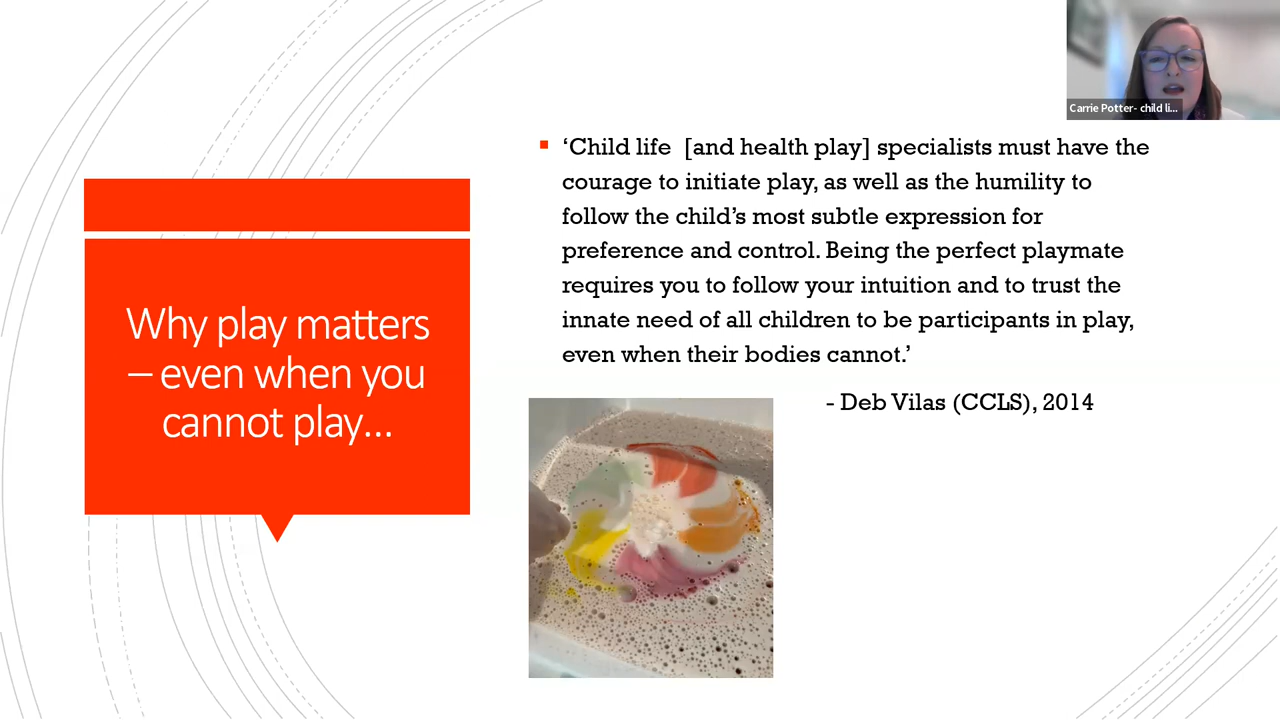 Carrie Potter- child li...
Why play matters
– even when you
cannot play...
‘Child life  [and health play] specialists must have the
courage to initiate play, as well as the humility to
follow the child’s most subtle expression for
preference and control. Being the perfect playmate
requires you to follow your intuition and to trust the
innate need of all children to be participants in play,
even when their bodies cannot.’
- Deb Vilas (CCLS), 2014